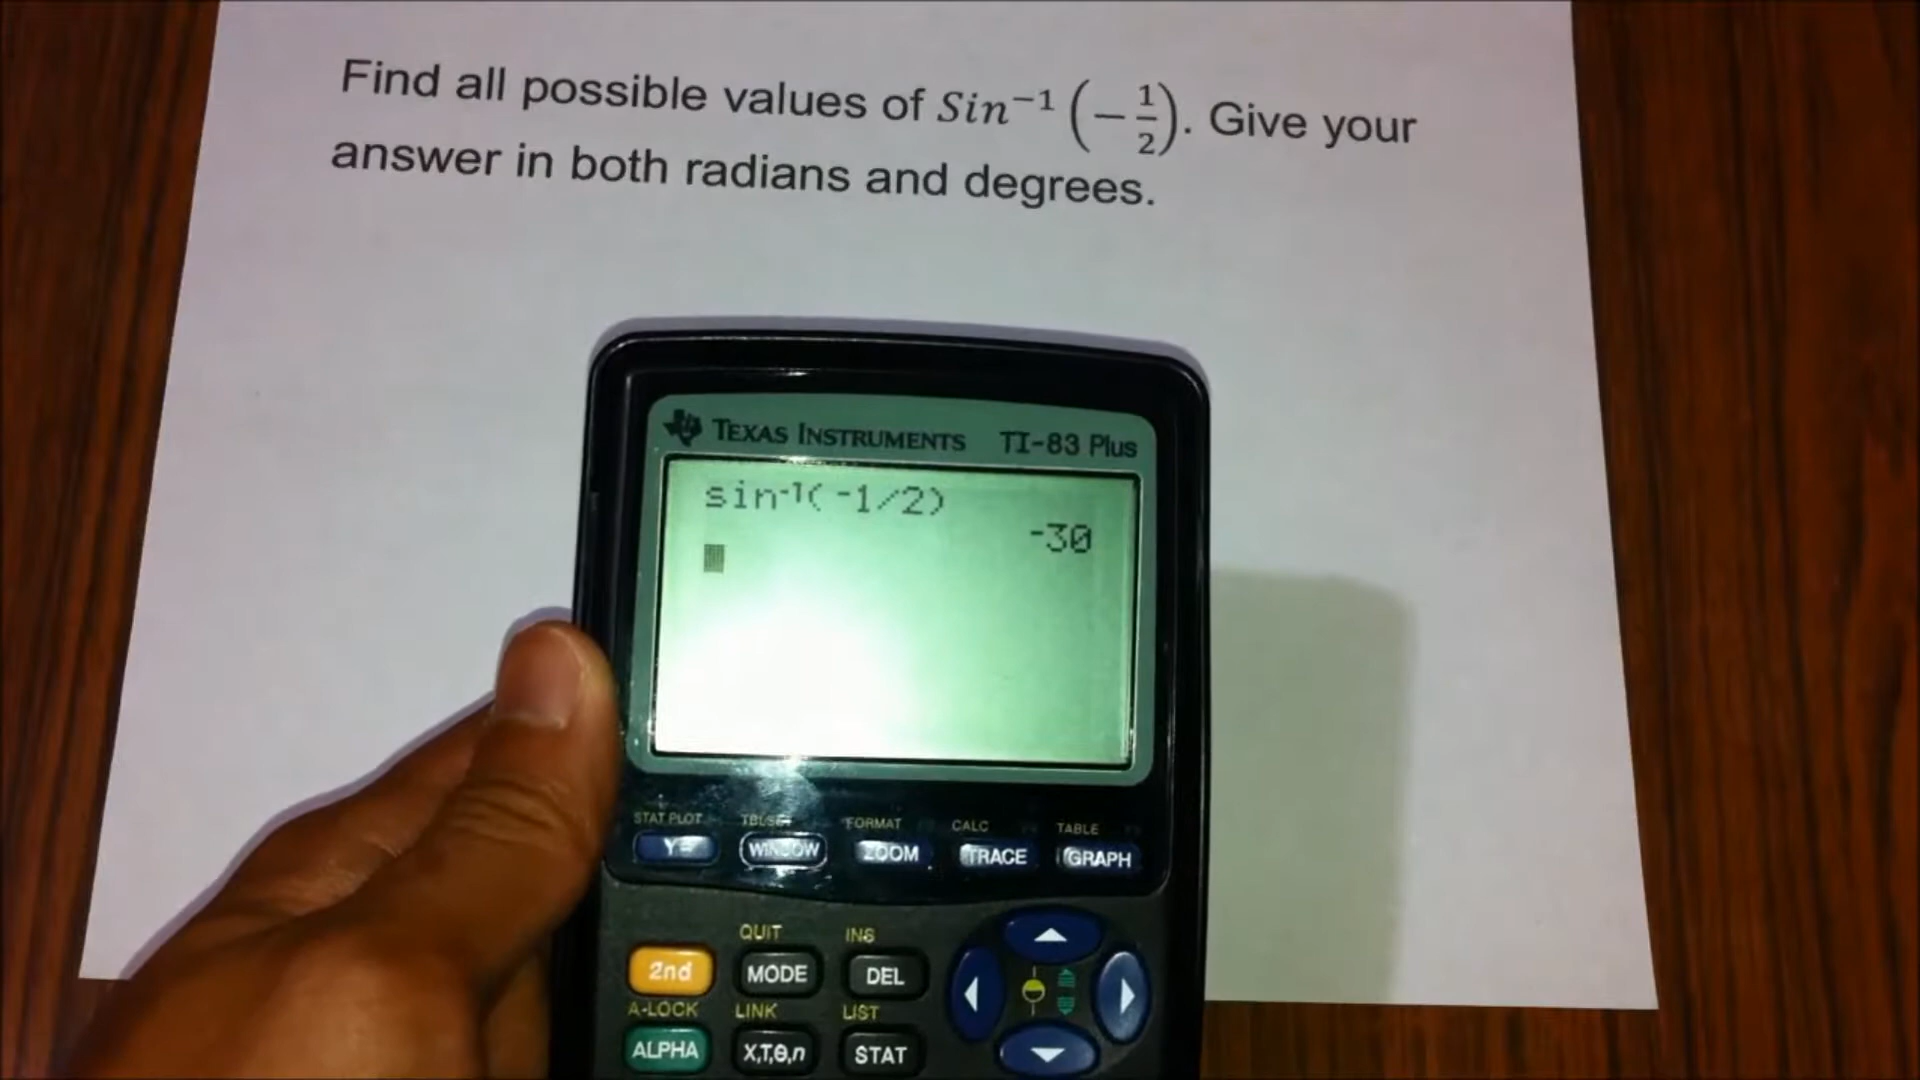 Find all possible values of Sin⁻¹(−1/2). Give your
answer in both radians and degrees.
TEXAS INSTRUMENTS TI-83 Plus
sin⁻¹(⁻1/2)
⁻30
STAT PLOT TBLSET FORMAT CALC TABLE
Y= WINDOW ZOOM TRACE GRAPH
QUIT INS
2nd MODE DEL
A-LOCK LINK LIST
ALPHA X,T,θ,n STAT